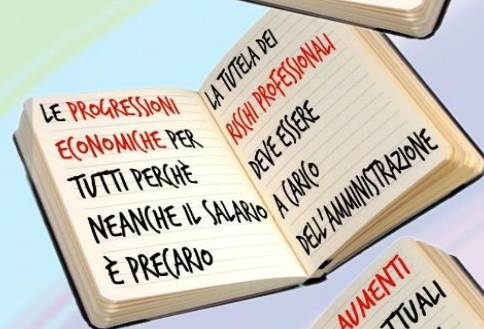 LE PROGRESSIONI
ECONOMICHE PER
TUTTI PERCHÈ
NEANCHE IL SALARIO
È PRECARIO
LA TUTELA DEI
RISCHI PROFESSIONALI
DEVE ESSERE
A CARICO
DELL'AMMINISTRAZIONE
AUMENTI